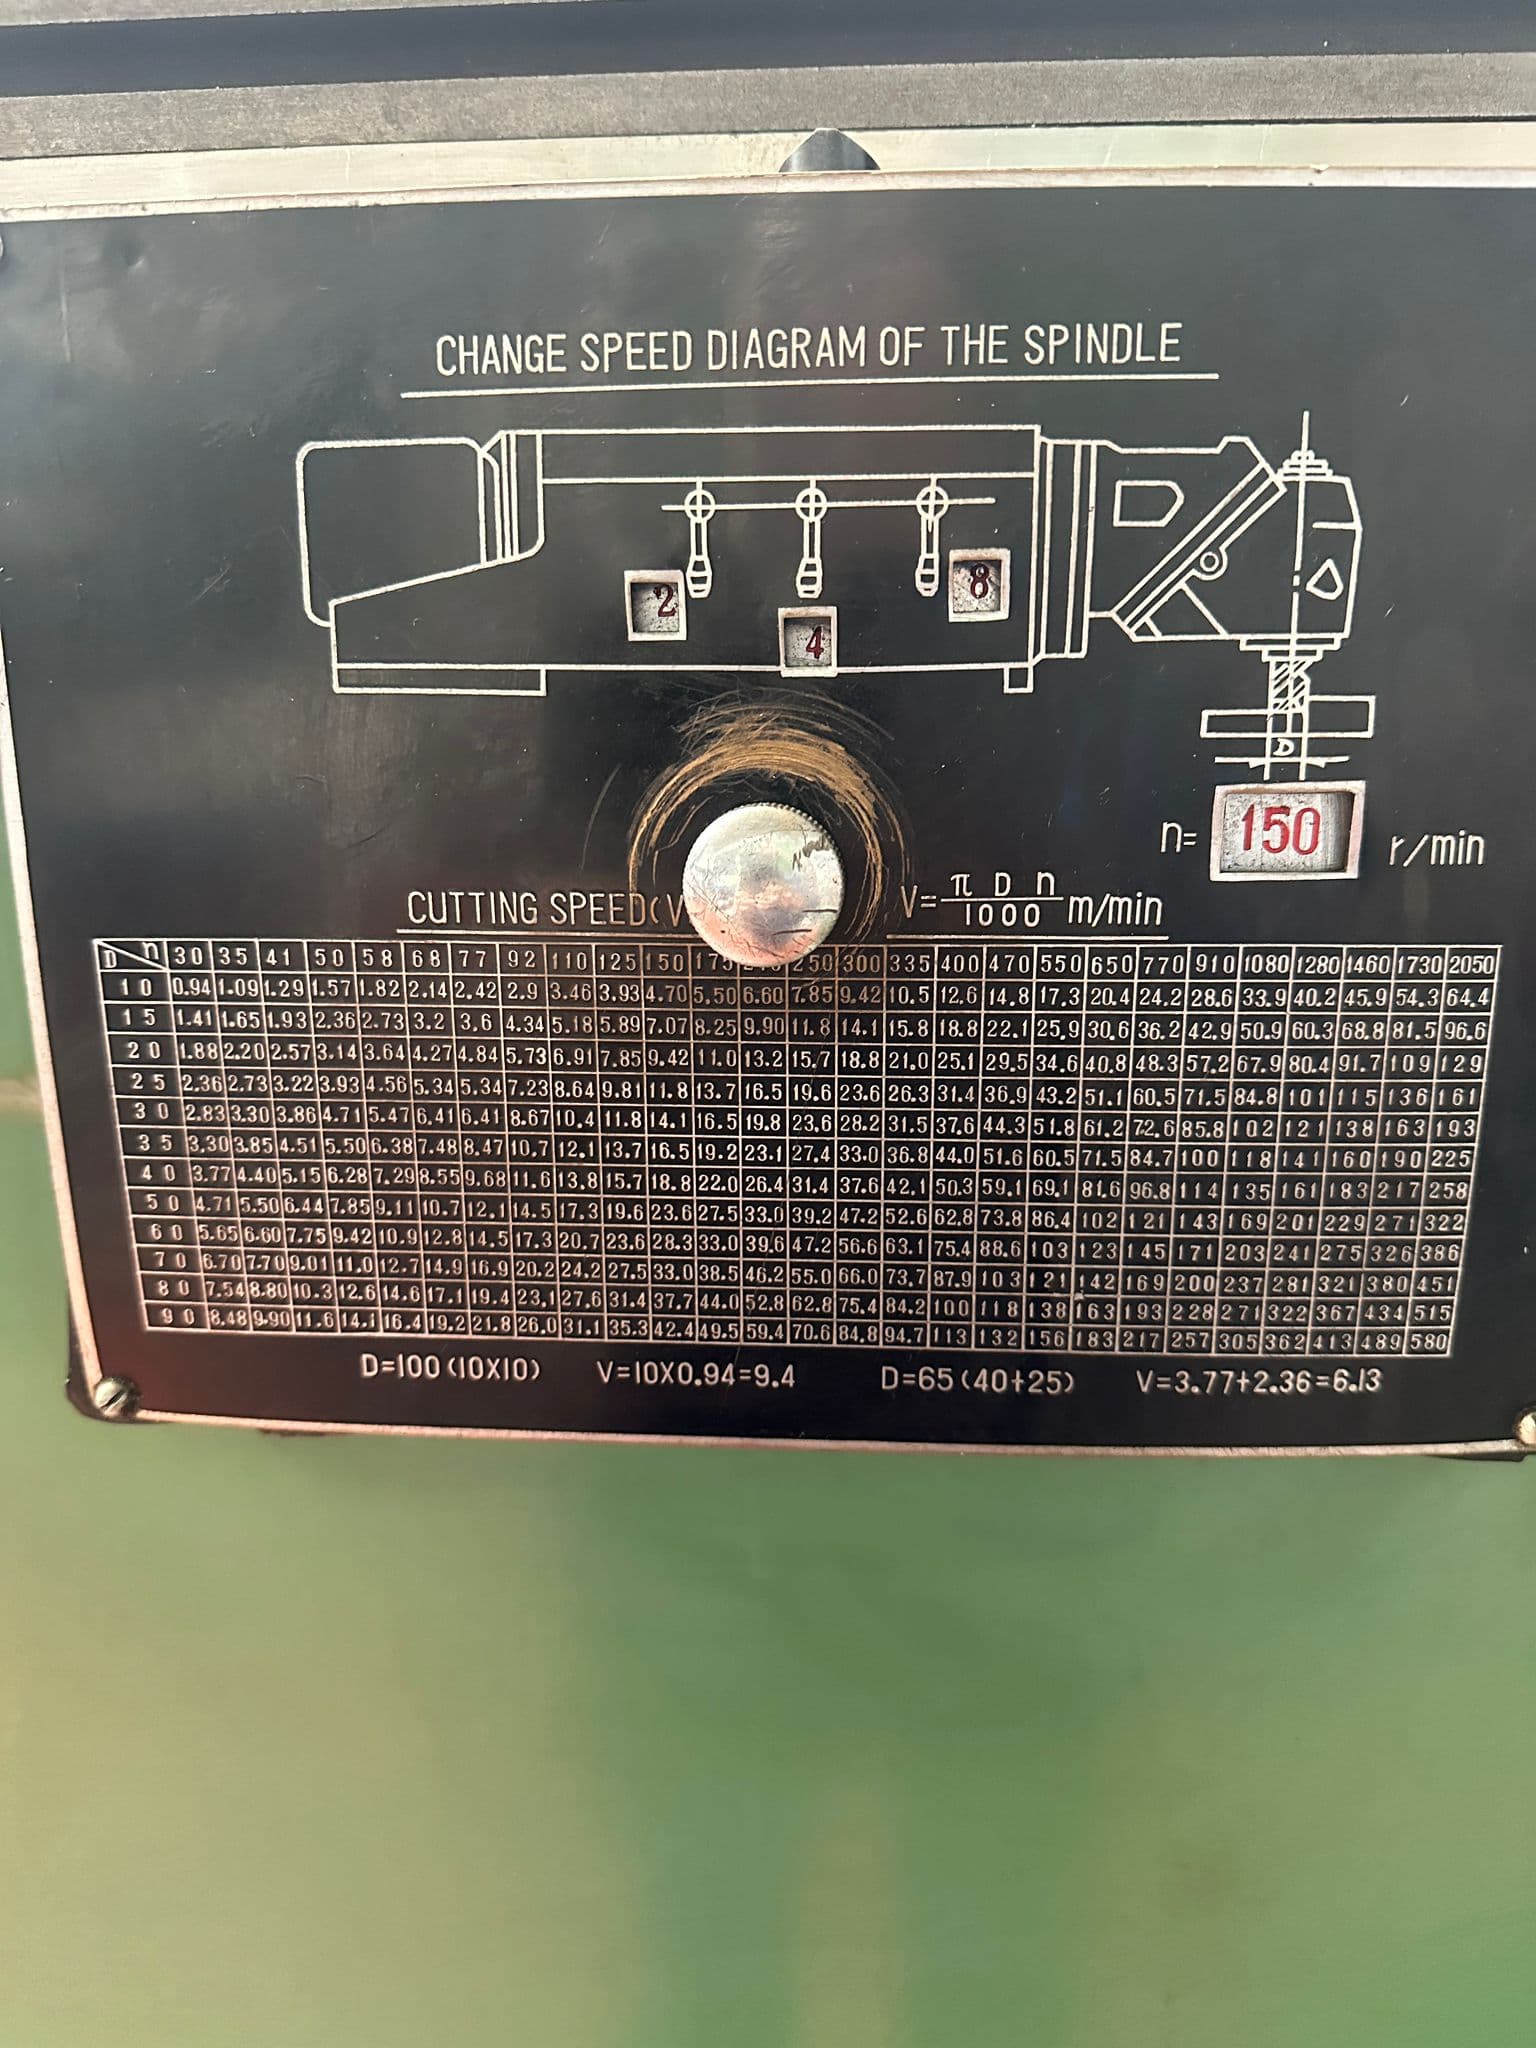 CHANGE SPEED DIAGRAM OF THE SPINDLE
2 4 8
D
n= 150 r/min
CUTTING SPEED(V V= π D n / 1000 m/min
D n 30 35 41 50 58 68 77 92 110 125 150 175 250 300 335 400 470 550 650 770 910 1080 1280 1460 1730 2050
10 0.94 1.09 1.29 1.57 1.82 2.14 2.42 2.9 3.46 3.93 4.70 5.50 6.60 7.85 9.42 10.5 12.6 14.8 17.3 20.4 24.2 28.6 33.9 40.2 45.9 54.3 64.4
15 1.41 1.65 1.93 2.36 2.73 3.2 3.6 4.34 5.18 5.89 7.07 8.25 9.90 11.8 14.1 15.8 18.8 22.1 25.9 30.6 36.2 42.9 50.9 60.3 68.8 81.5 96.6
20 1.88 2.20 2.57 3.14 3.64 4.27 4.84 5.73 6.91 7.85 9.42 11.0 13.2 15.7 18.8 21.0 25.1 29.5 34.6 40.8 48.3 57.2 67.9 80.4 91.7 109 129
25 2.36 2.73 3.22 3.93 4.56 5.34 5.34 7.23 8.64 9.81 11.8 13.7 16.5 19.6 23.6 26.3 31.4 36.9 43.2 51.1 60.5 71.5 84.8 101 115 136 161
30 2.83 3.30 3.86 4.71 5.47 6.41 6.41 8.67 10.4 11.8 14.1 16.5 19.8 23.6 28.2 31.5 37.6 44.3 51.8 61.2 72.6 85.8 102 121 138 163 193
35 3.30 3.85 4.51 5.50 6.38 7.48 8.47 10.7 12.1 13.7 16.5 19.2 23.1 27.4 33.0 36.8 44.0 51.6 60.5 71.5 84.7 100 118 141 160 190 225
40 3.77 4.40 5.15 6.28 7.29 8.55 9.68 11.6 13.8 15.7 18.8 22.0 26.4 31.4 37.6 42.1 50.3 59.1 69.1 81.6 96.8 114 135 161 183 217 258
50 4.71 5.50 6.44 7.85 9.11 10.7 12.1 14.5 17.3 19.6 23.6 27.5 33.0 39.2 47.2 52.6 62.8 73.8 86.4 102 121 143 169 201 229 271 322
60 5.65 6.60 7.75 9.42 10.9 12.8 14.5 17.3 20.7 23.6 28.3 33.0 39.6 47.2 56.6 63.1 75.4 88.6 103 123 145 171 203 241 275 326 386
70 6.70 7.70 9.01 11.0 12.7 14.9 16.9 20.2 24.2 27.5 33.0 38.5 46.2 55.0 66.0 73.7 87.9 103 121 142 169 200 237 281 321 380 451
80 7.54 8.80 10.3 12.6 14.6 17.1 19.4 23.1 27.6 31.4 37.7 44.0 52.8 62.8 75.4 84.2 100 118 138 163 193 228 271 322 367 434 515
90 8.48 9.90 11.6 14.1 16.4 19.2 21.8 26.0 31.1 35.3 42.4 49.5 59.4 70.6 84.8 94.7 113 132 156 183 217 257 305 362 413 489 580
D=100 (10X10) V=10X0.94=9.4 D=65 (40+25) V=3.77+2.36=6.13